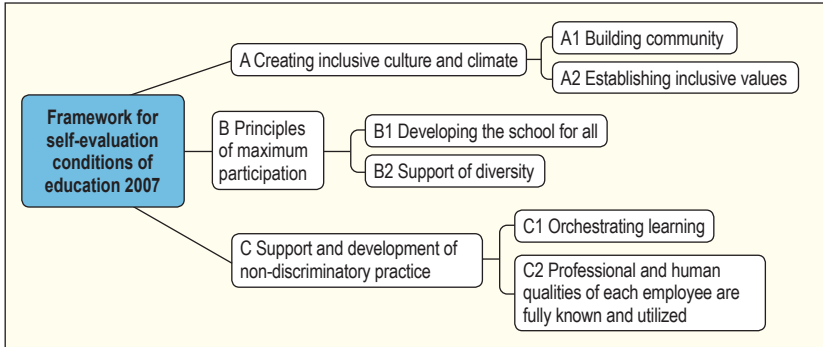 Framework for
self-evaluation
conditions of
education 2007
A Creating inclusive culture and climate
A1 Building community
A2 Establishing inclusive values
B Principles
of maximum
participation
B1 Developing the school for all
B2 Support of diversity
C Support and development of
non-discriminatory practice
C1 Orchestrating learning
C2 Professional and human
qualities of each employee are
fully known and utilized